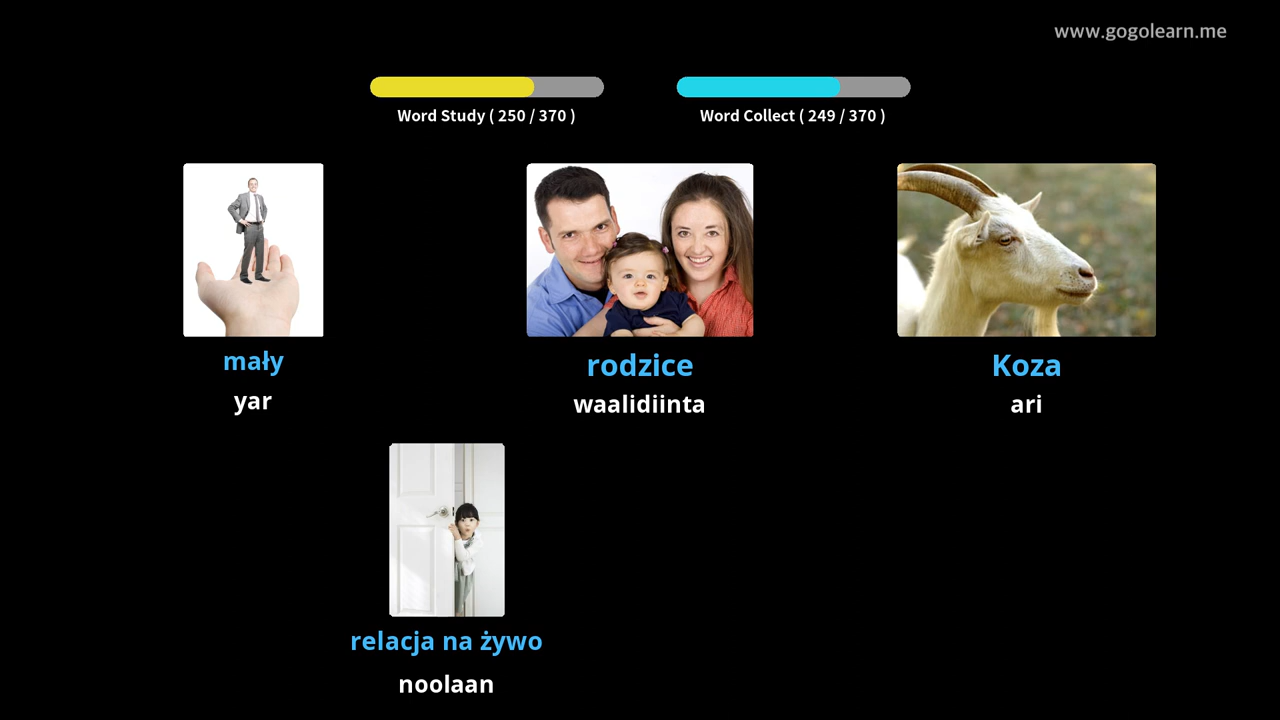 www.gogolearn.me
Word Study ( 250 / 370 )
Word Collect ( 249 / 370 )
mały
yar
rodzice
waalidiinta
Koza
ari
relacja na żywo
noolaan